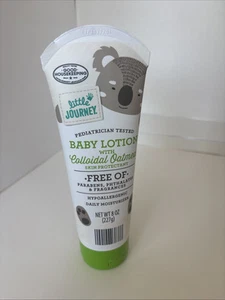 GOOD
HOUSEKEEPING
little
JOURNEY
PEDIATRICIAN TESTED
BABY LOTION
WITH
Colloidal Oatmeal
SKIN PROTECTANT
·FREE OF·
PARABENS, PHTHALATES
& FRAGRANCES
HYPOALLERGENIC
DAILY MOISTURIZER
NET WT 8 OZ
(227g)